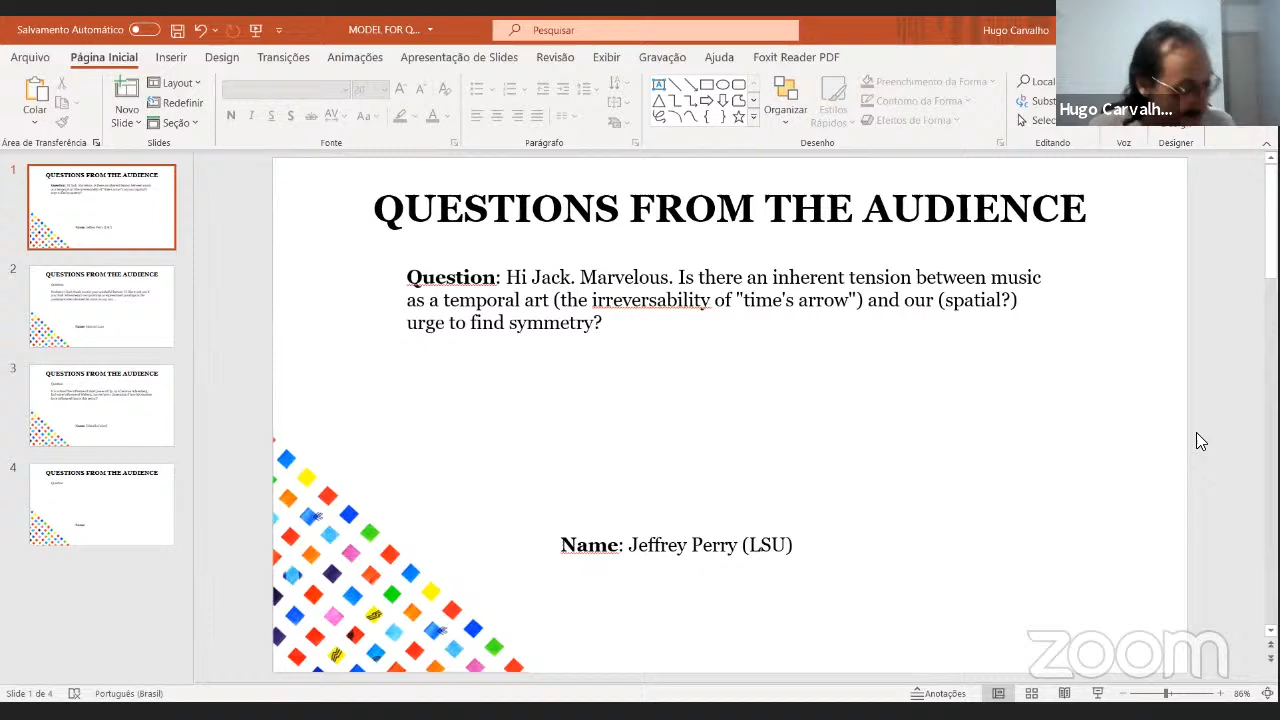 Salvamento Automático
MODEL FOR Q...
Pesquisar
Hugo Carvalho
Arquivo
Página Inicial
Inserir
Design
Transições
Animações
Apresentação de Slides
Revisão
Exibir
Gravação
Ajuda
Foxit Reader PDF
Hugo Carvalh...
Colar
Novo
Slide
Layout
Redefinir
Seção
N
I
S
Organizar
Estilos
Rápidos
Preenchimento da Forma
Contorno da Forma
Efeitos de Forma
Área de Transferência
Slides
Fonte
Parágrafo
Desenho
Editando
Voz
Designer
1
QUESTIONS FROM THE AUDIENCE
2
QUESTIONS FROM THE AUDIENCE
3
QUESTIONS FROM THE AUDIENCE
4
QUESTIONS FROM THE AUDIENCE
QUESTIONS FROM THE AUDIENCE
Question: Hi Jack. Marvelous. Is there an inherent tension between music
as a temporal art (the irreversability of "time's arrow") and our (spatial?)
urge to find symmetry?
Name: Jeffrey Perry (LSU)
zoom
Slide 1 de 4
Português (Brasil)
Anotações
86%